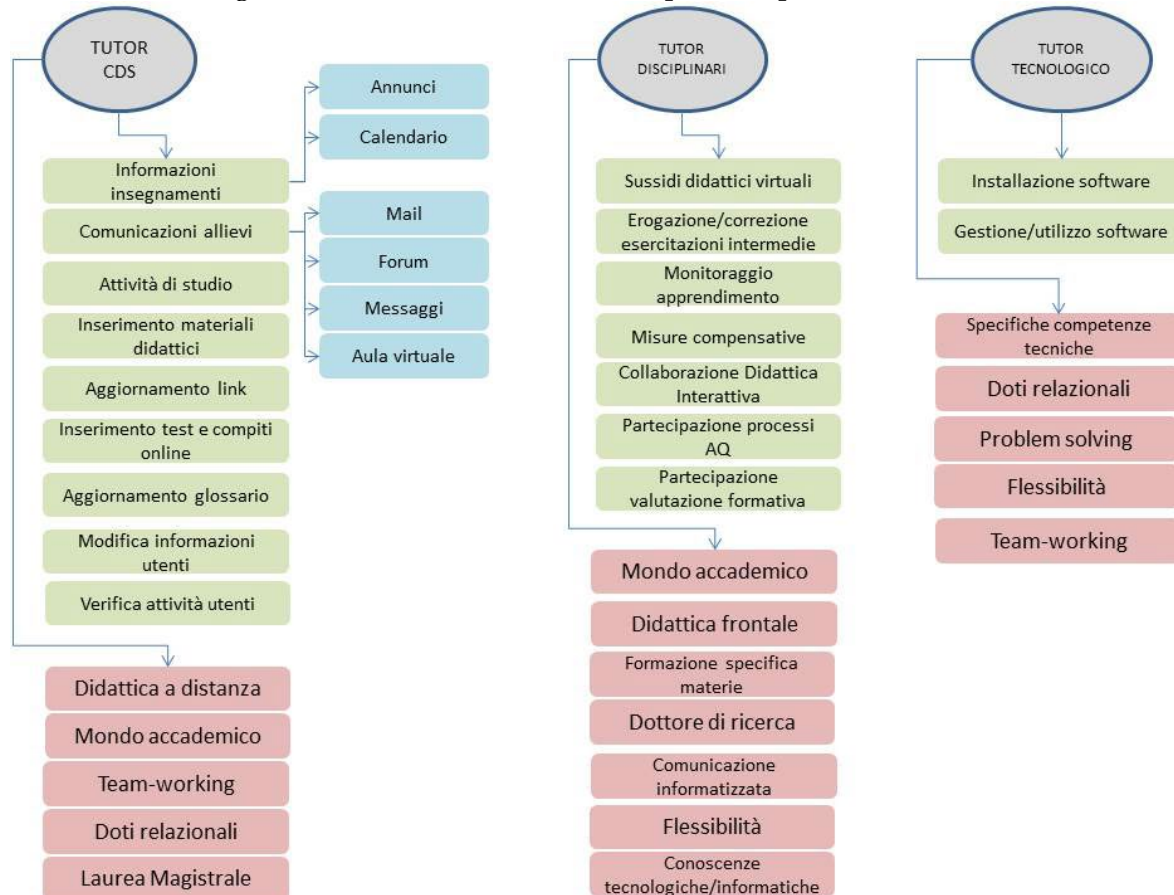 TUTOR
CDS
Annunci
Calendario
Informazioni
insegnamenti
Comunicazioni allievi
Mail
Forum
Messaggi
Aula virtuale
Attività di studio
Inserimento materiali
didattici
Aggiornamento link
Inserimento test e compiti
online
Aggiornamento glossario
Modifica informazioni
utenti
Verifica attività utenti
Didattica a distanza
Mondo accademico
Team-working
Doti relazionali
Laurea Magistrale
TUTOR
DISCIPLINARI
Sussidi didattici virtuali
Erogazione/correzione
esercitazioni intermedie
Monitoraggio
apprendimento
Misure compensative
Collaborazione Didattica
Interattiva
Partecipazione processi
AQ
Partecipazione
valutazione formativa
Mondo accademico
Didattica frontale
Formazione specifica
materie
Dottore di ricerca
Comunicazione
informatizzata
Flessibilità
Conoscenze
tecnologiche/informatiche
TUTOR
TECNOLOGICO
Installazione software
Gestione/utilizzo software
Specifiche competenze
tecniche
Doti relazionali
Problem solving
Flessibilità
Team-working